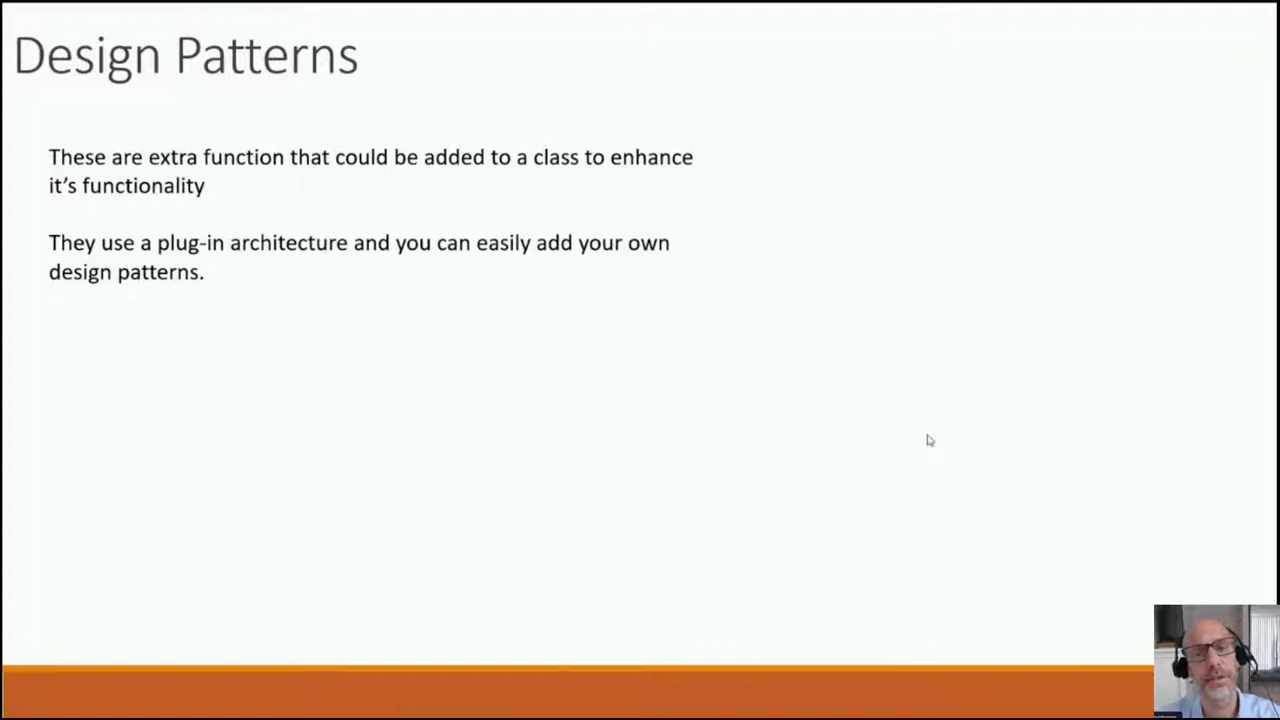 Design Patterns
These are extra function that could be added to a class to enhance
it's functionality
They use a plug-in architecture and you can easily add your own
design patterns.